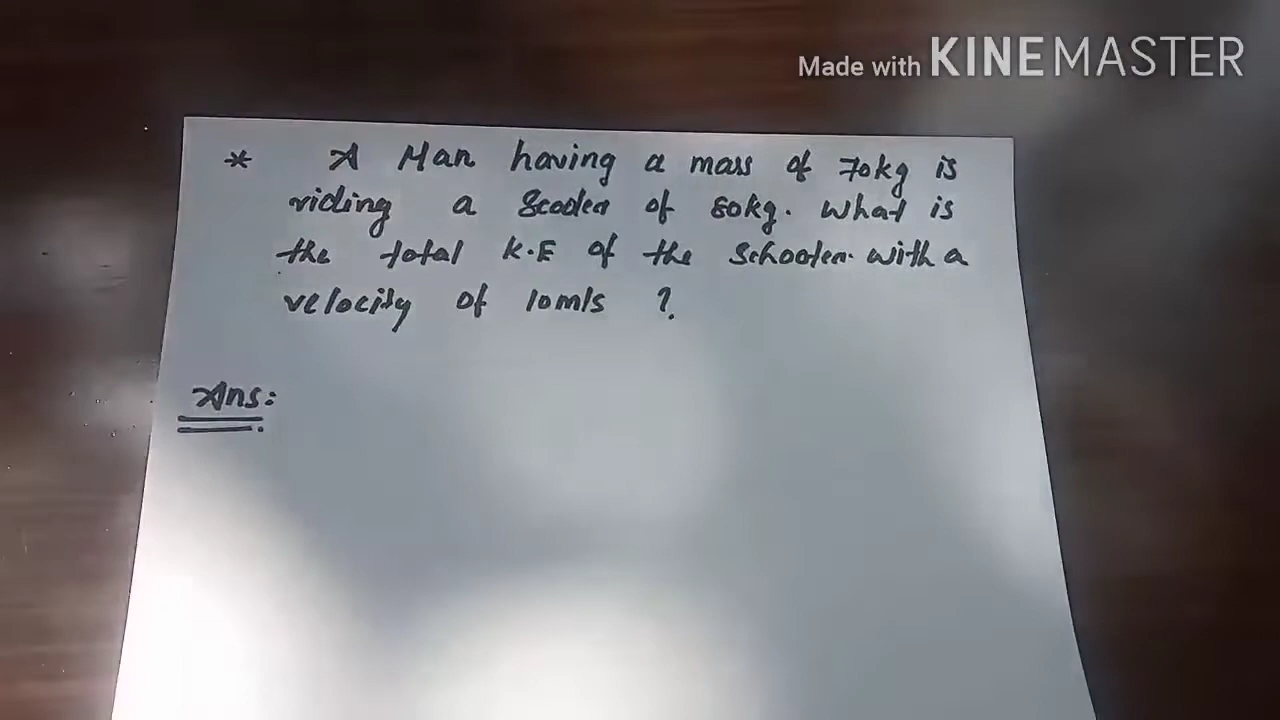 Made with KINEMASTER
* A Man having a mass of 70kg is
riding a Scooter of 80kg. What is
the total K.E of the Schooter. with a
velocity of 10m/s ?
Ans: